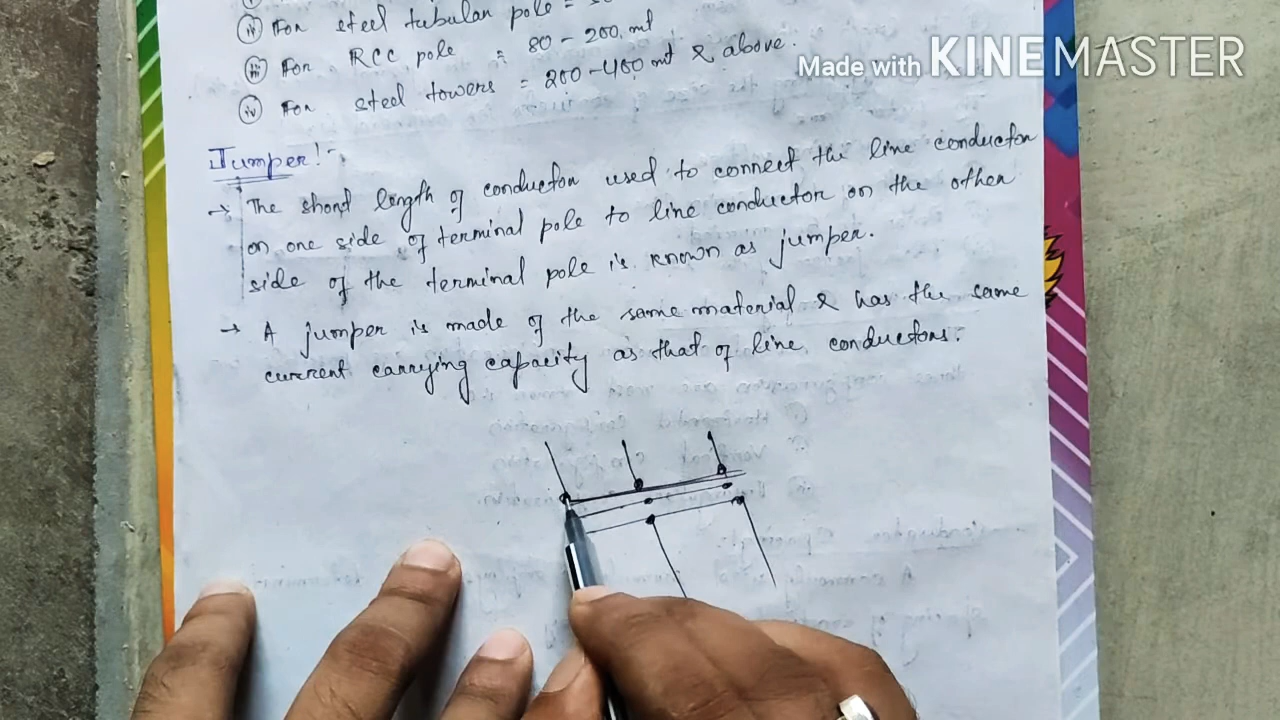 For steel tubular pole =
Made with KINEMASTER
(iii) For RCC pole = 80 - 200 mt
(iv) For steel towers = 200 - 400 mt & above.
Jumper:-
→ The short length of conductor used to connect the line conductor
on one side of terminal pole to line conductor on the other
side of the terminal pole is known as jumper.
→ A jumper is made of the same material & has the same
current carrying capacity as that of line conductors.